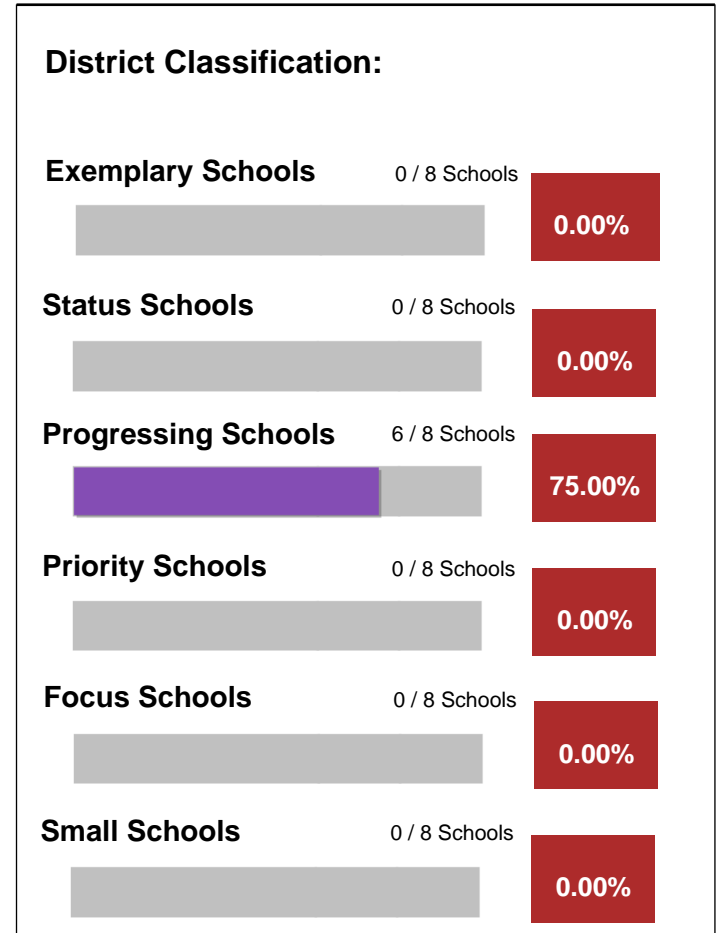 District Classification:
Exemplary Schools 0 / 8 Schools
0.00%
Status Schools 0 / 8 Schools
0.00%
Progressing Schools 6 / 8 Schools
75.00%
Priority Schools 0 / 8 Schools
0.00%
Focus Schools 0 / 8 Schools
0.00%
Small Schools 0 / 8 Schools
0.00%